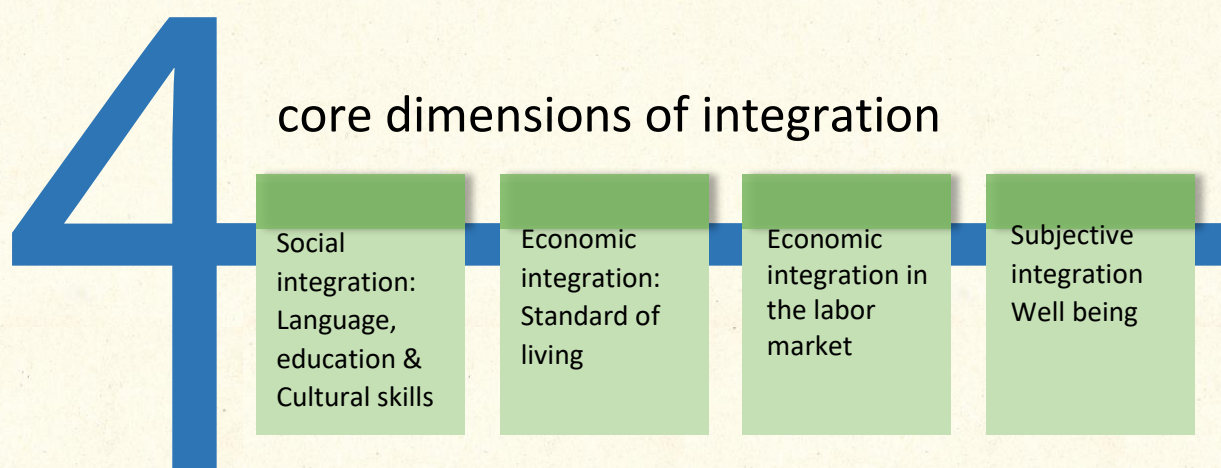 4
core dimensions of integration
Social
integration:
Language,
education &
Cultural skills
Economic
integration:
Standard of
living
Economic
integration in
the labor
market
Subjective
integration
Well being